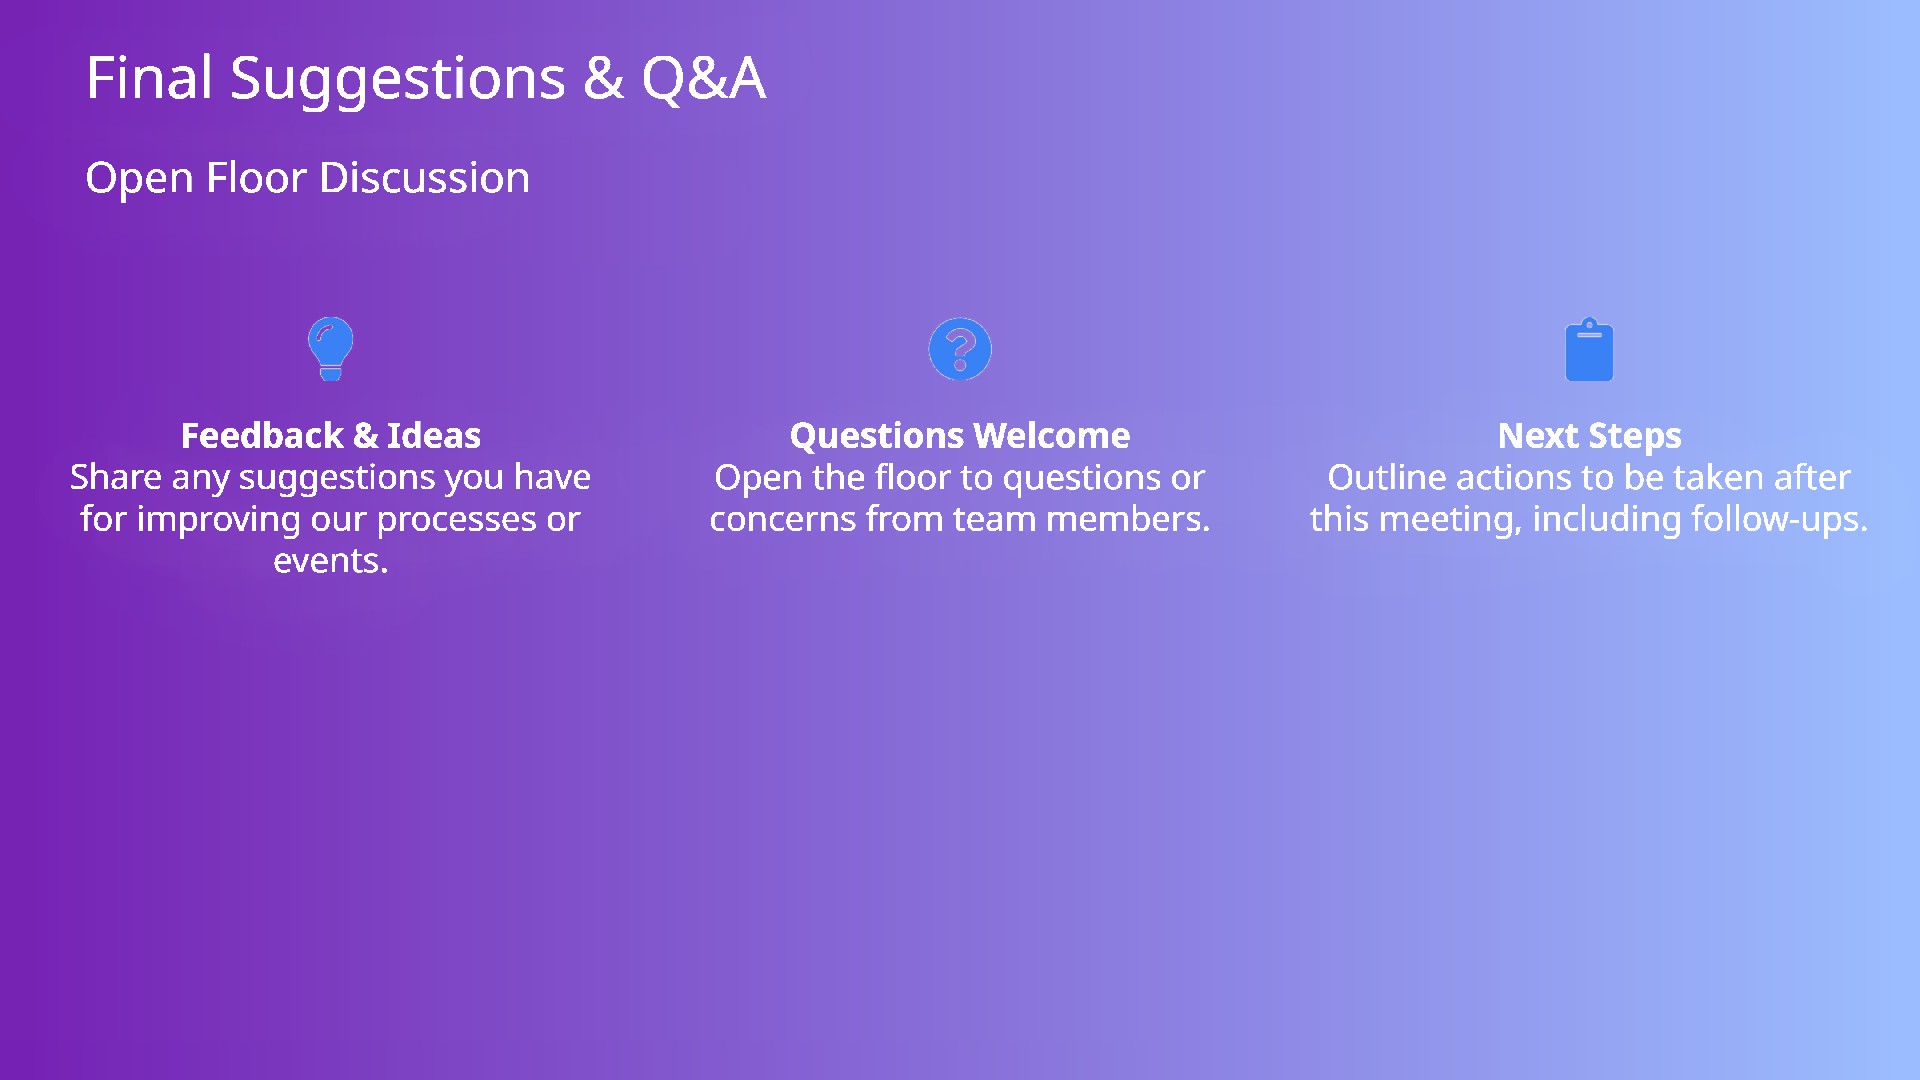 Final Suggestions & Q&A
Open Floor Discussion
Feedback & Ideas
Share any suggestions you have
for improving our processes or
events.
Questions Welcome
Open the floor to questions or
concerns from team members.
Next Steps
Outline actions to be taken after
this meeting, including follow-ups.